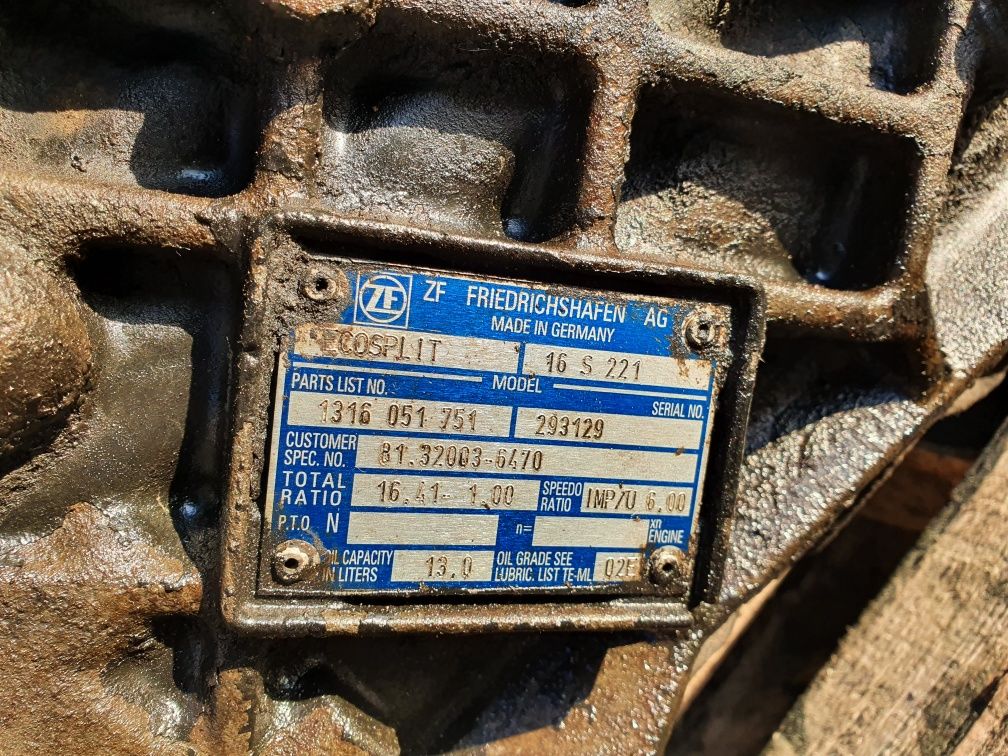 ZF ZF FRIEDRICHSHAFEN AG
MADE IN GERMANY
ECOSPLIT 16 S 221
PARTS LIST NO. MODEL SERIAL NO.
1316 051 751 293129
CUSTOMER SPEC. NO. 81.32003-6470
TOTAL RATIO 16.41- 1.00 SPEEDO RATIO IMP/U 6.00
P.T.O. N n= xn ENGINE
OIL CAPACITY IN LITERS 13.0 OIL GRADE SEE LUBRIC. LIST TE-ML